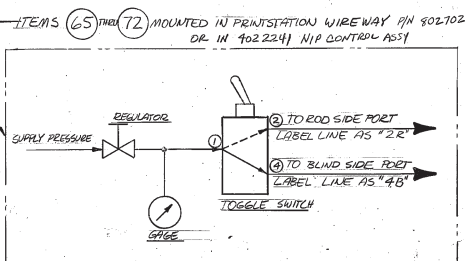 ITEMS 65 THRU 72 MOUNTED IN PRINTSTATION WIREWAY P/N 802702
OR IN 4022241 NIP CONTROL ASSY
REGULATOR
SUPPLY PRESSURE
1
2 TO ROD SIDE PORT
LABEL LINE AS "2R"
4 TO BLIND SIDE PORT
LABEL LINE AS "4B"
TOGGLE SWITCH
GAGE